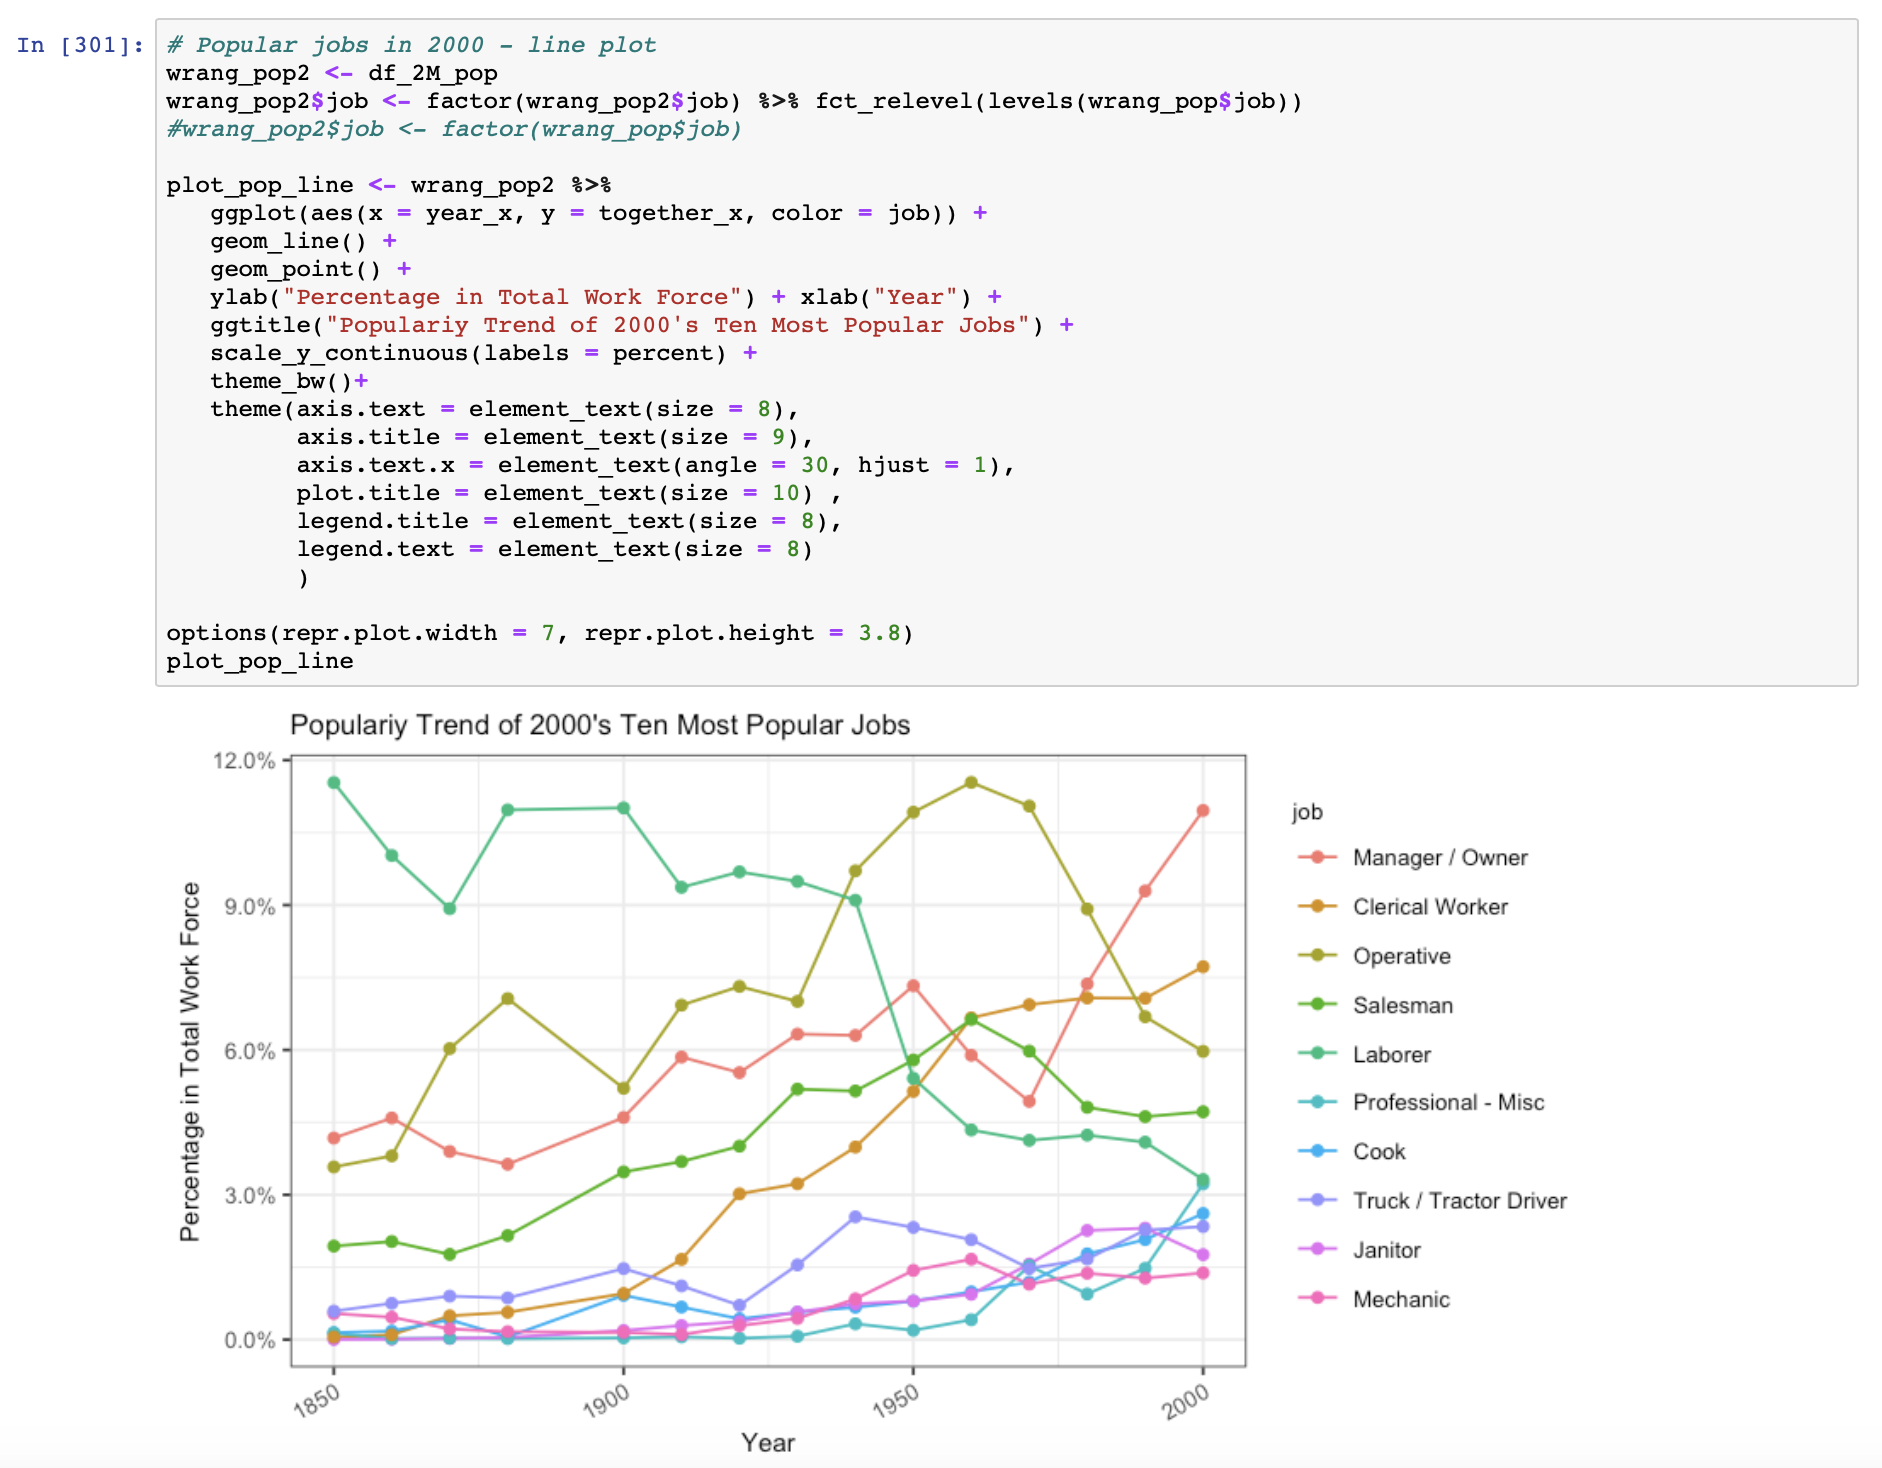 In [301]:
# Popular jobs in 2000 - line plot
wrang_pop2 <- df_2M_pop
wrang_pop2$job <- factor(wrang_pop2$job) %>% fct_relevel(levels(wrang_pop$job))
#wrang_pop2$job <- factor(wrang_pop$job)
plot_pop_line <- wrang_pop2 %>%
ggplot(aes(x = year_x, y = together_x, color = job)) +
geom_line() +
geom_point() +
ylab("Percentage in Total Work Force") + xlab("Year") +
ggtitle("Populariy Trend of 2000's Ten Most Popular Jobs") +
scale_y_continuous(labels = percent) +
theme_bw()+
theme(axis.text = element_text(size = 8),
axis.title = element_text(size = 9),
axis.text.x = element_text(angle = 30, hjust = 1),
plot.title = element_text(size = 10) ,
legend.title = element_text(size = 8),
legend.text = element_text(size = 8)
)
options(repr.plot.width = 7, repr.plot.height = 3.8)
plot_pop_line
Populariy Trend of 2000's Ten Most Popular Jobs
12.0%
9.0%
6.0%
3.0%
0.0%
Percentage in Total Work Force
1850
1900
1950
2000
Year
job
Manager / Owner
Clerical Worker
Operative
Salesman
Laborer
Professional - Misc
Cook
Truck / Tractor Driver
Janitor
Mechanic